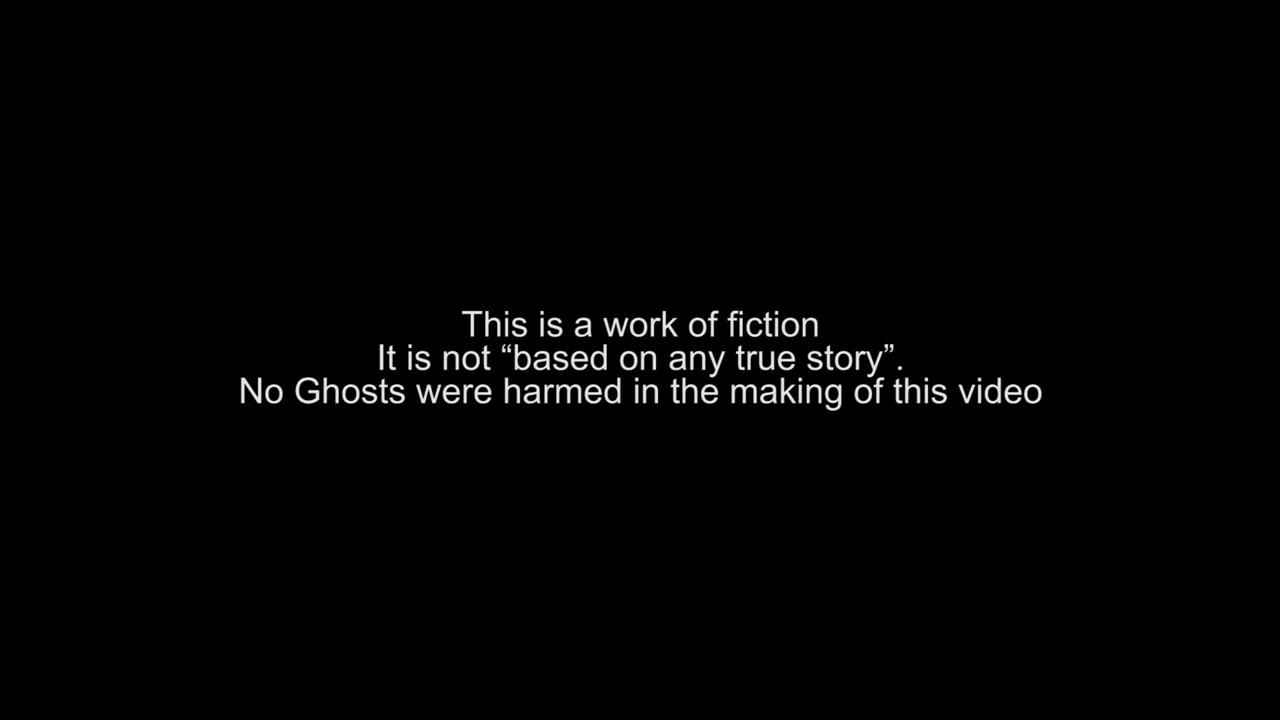 This is a work of fiction
It is not “based on any true story”.
No Ghosts were harmed in the making of this video